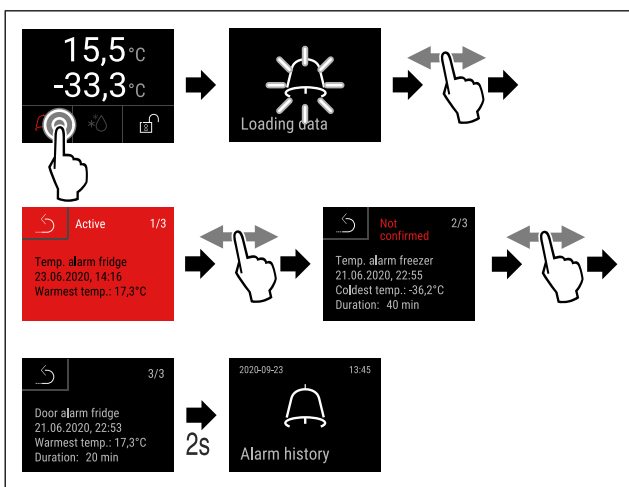 15,5°C
-33,3°C
Loading data
Active 1/3
Temp. alarm fridge
23.06.2020, 14:16
Warmest temp.: 17,3°C
Not 2/3
confirmed
Temp. alarm freezer
21.06.2020, 22:55
Coldest temp.: -36,2°C
Duration: 40 min
3/3
Door alarm fridge
21.06.2020, 22:53
Warmest temp.: 17,3°C
Duration: 20 min
2s
2020-09-23 13:45
Alarm history